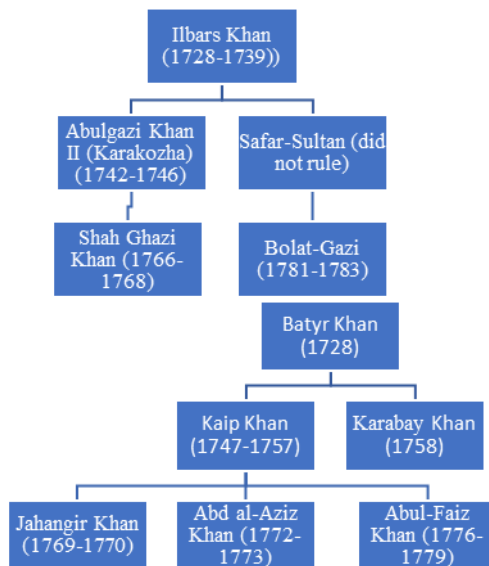 Ilbars Khan
(1728-1739))
Abulgazi Khan
II (Karakozha)
(1742-1746)
Safar-Sultan (did
not rule)
Shah Ghazi
Khan (1766-
1768)
Bolat-Gazi
(1781-1783)
Batyr Khan
(1728)
Kaip Khan
(1747-1757)
Karabay Khan
(1758)
Jahangir Khan
(1769-1770)
Abd al-Aziz
Khan (1772-
1773)
Abul-Faiz
Khan (1776-
1779)